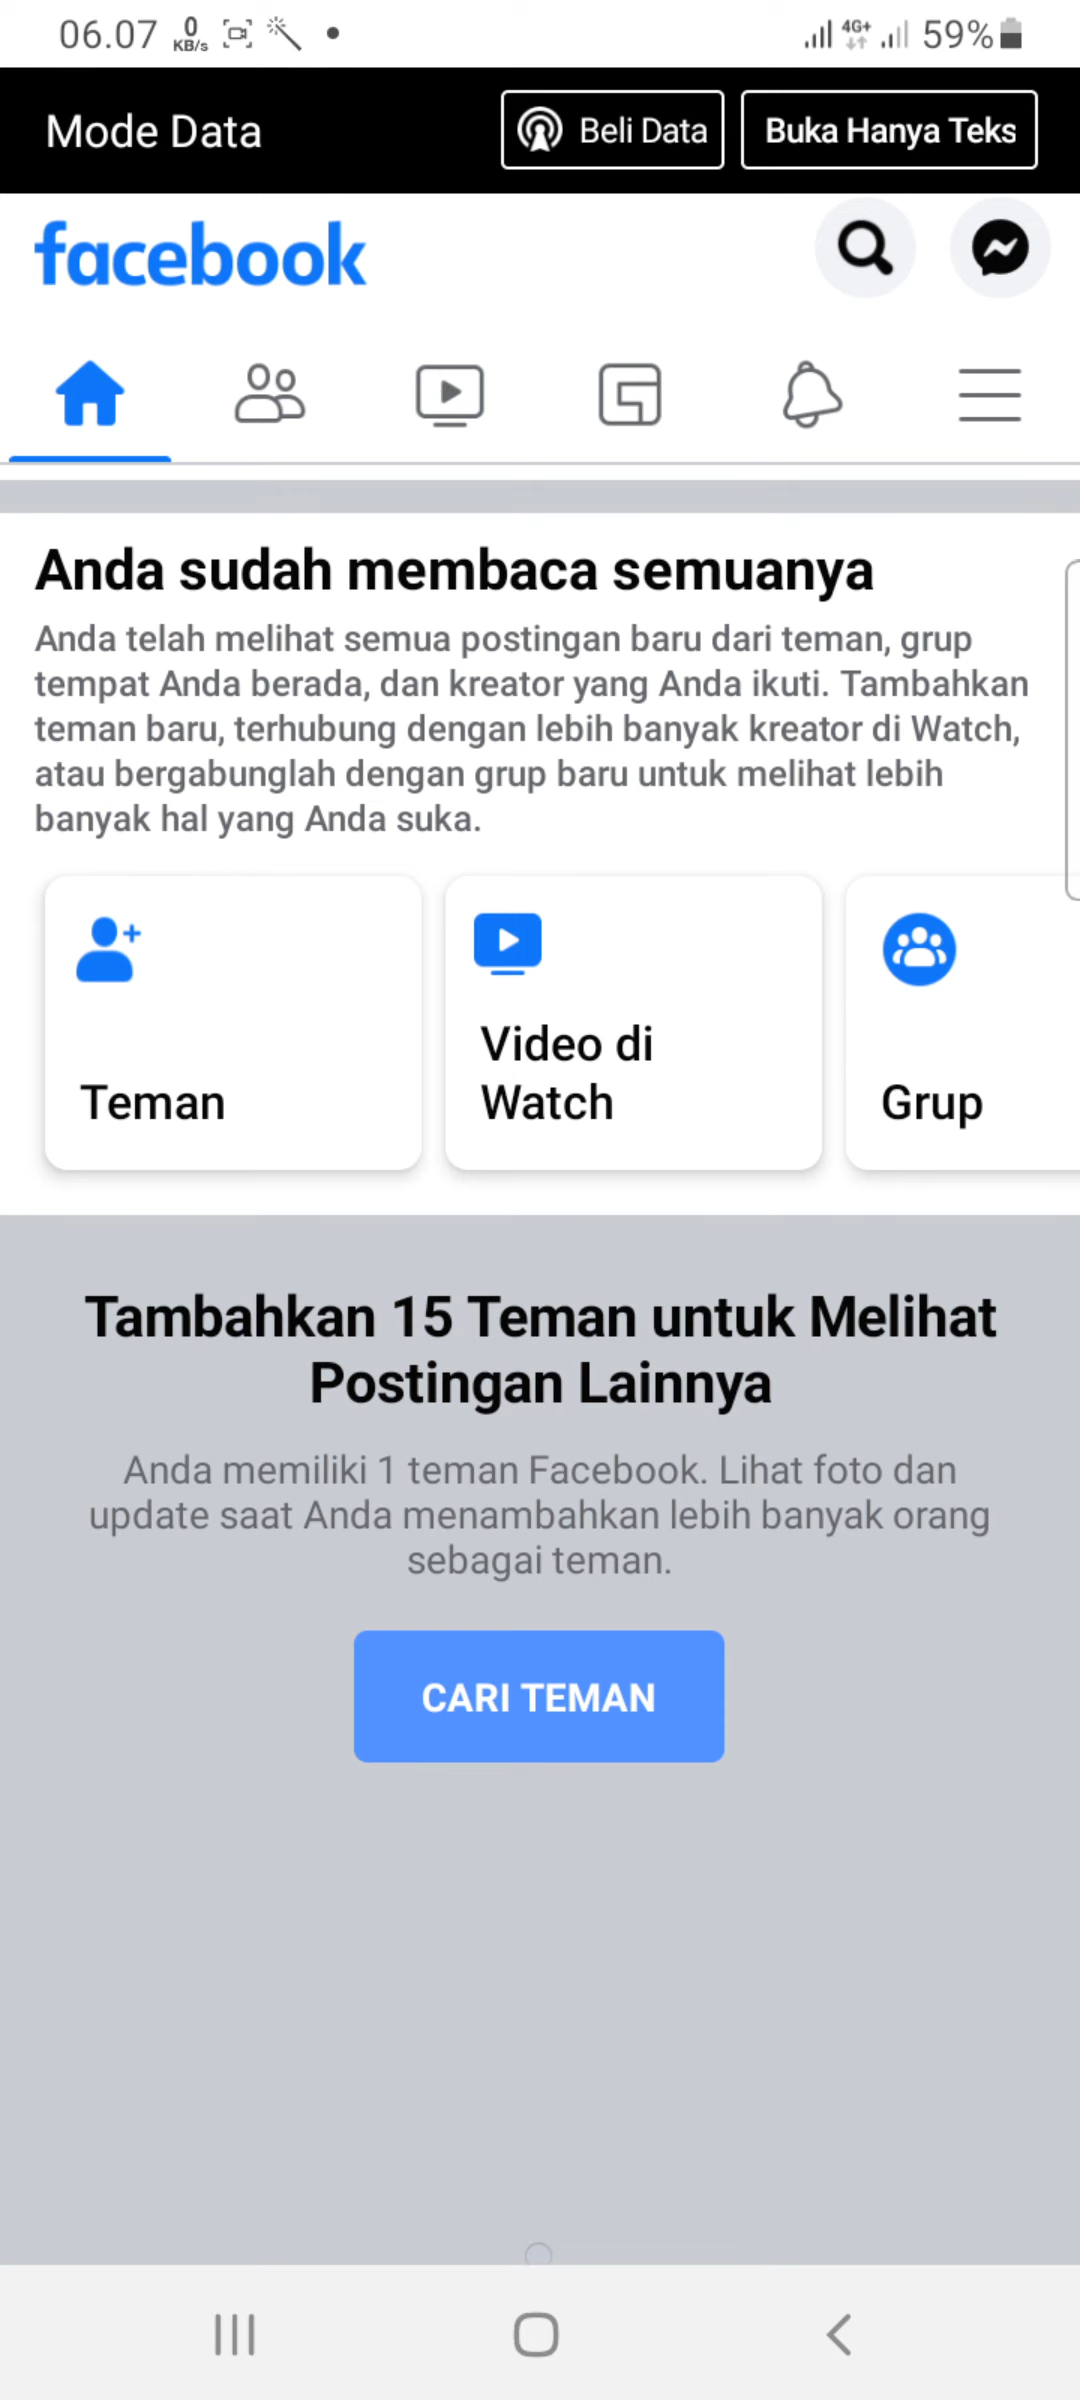 06.07 0 KB/s 4G+ 59%
Mode Data Beli Data Buka Hanya Teks
facebook
Anda sudah membaca semuanya
Anda telah melihat semua postingan baru dari teman, grup
tempat Anda berada, dan kreator yang Anda ikuti. Tambahkan
teman baru, terhubung dengan lebih banyak kreator di Watch,
atau bergabunglah dengan grup baru untuk melihat lebih
banyak hal yang Anda suka.
Teman
Video di
Watch
Grup
Tambahkan 15 Teman untuk Melihat
Postingan Lainnya
Anda memiliki 1 teman Facebook. Lihat foto dan
update saat Anda menambahkan lebih banyak orang
sebagai teman.
CARI TEMAN